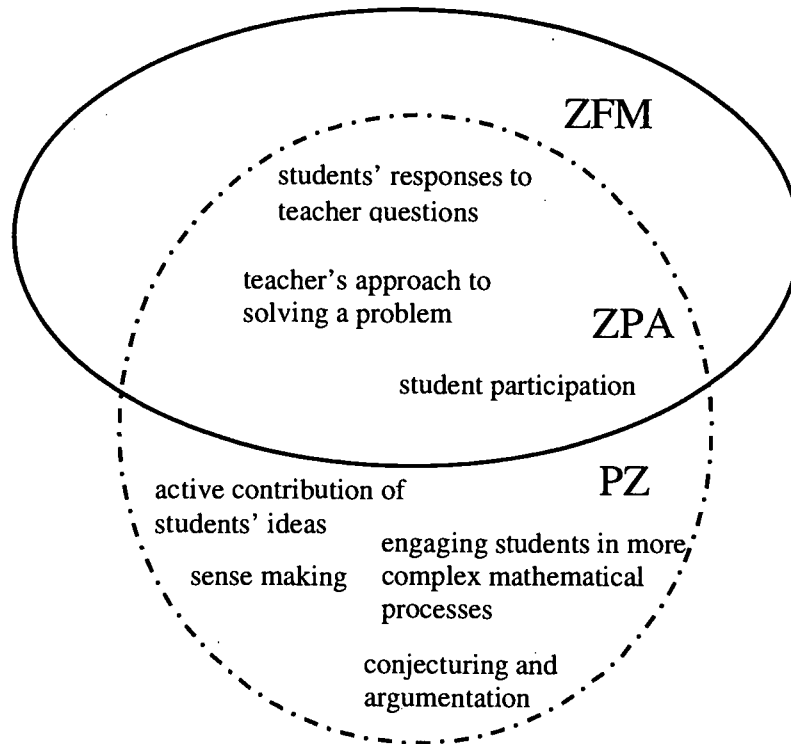 ZFM
students’ responses to
teacher questions
teacher’s approach to
solving a problem
ZPA
student participation
PZ
active contribution of
students’ ideas
engaging students in more
complex mathematical
processes
sense making
conjecturing and
argumentation